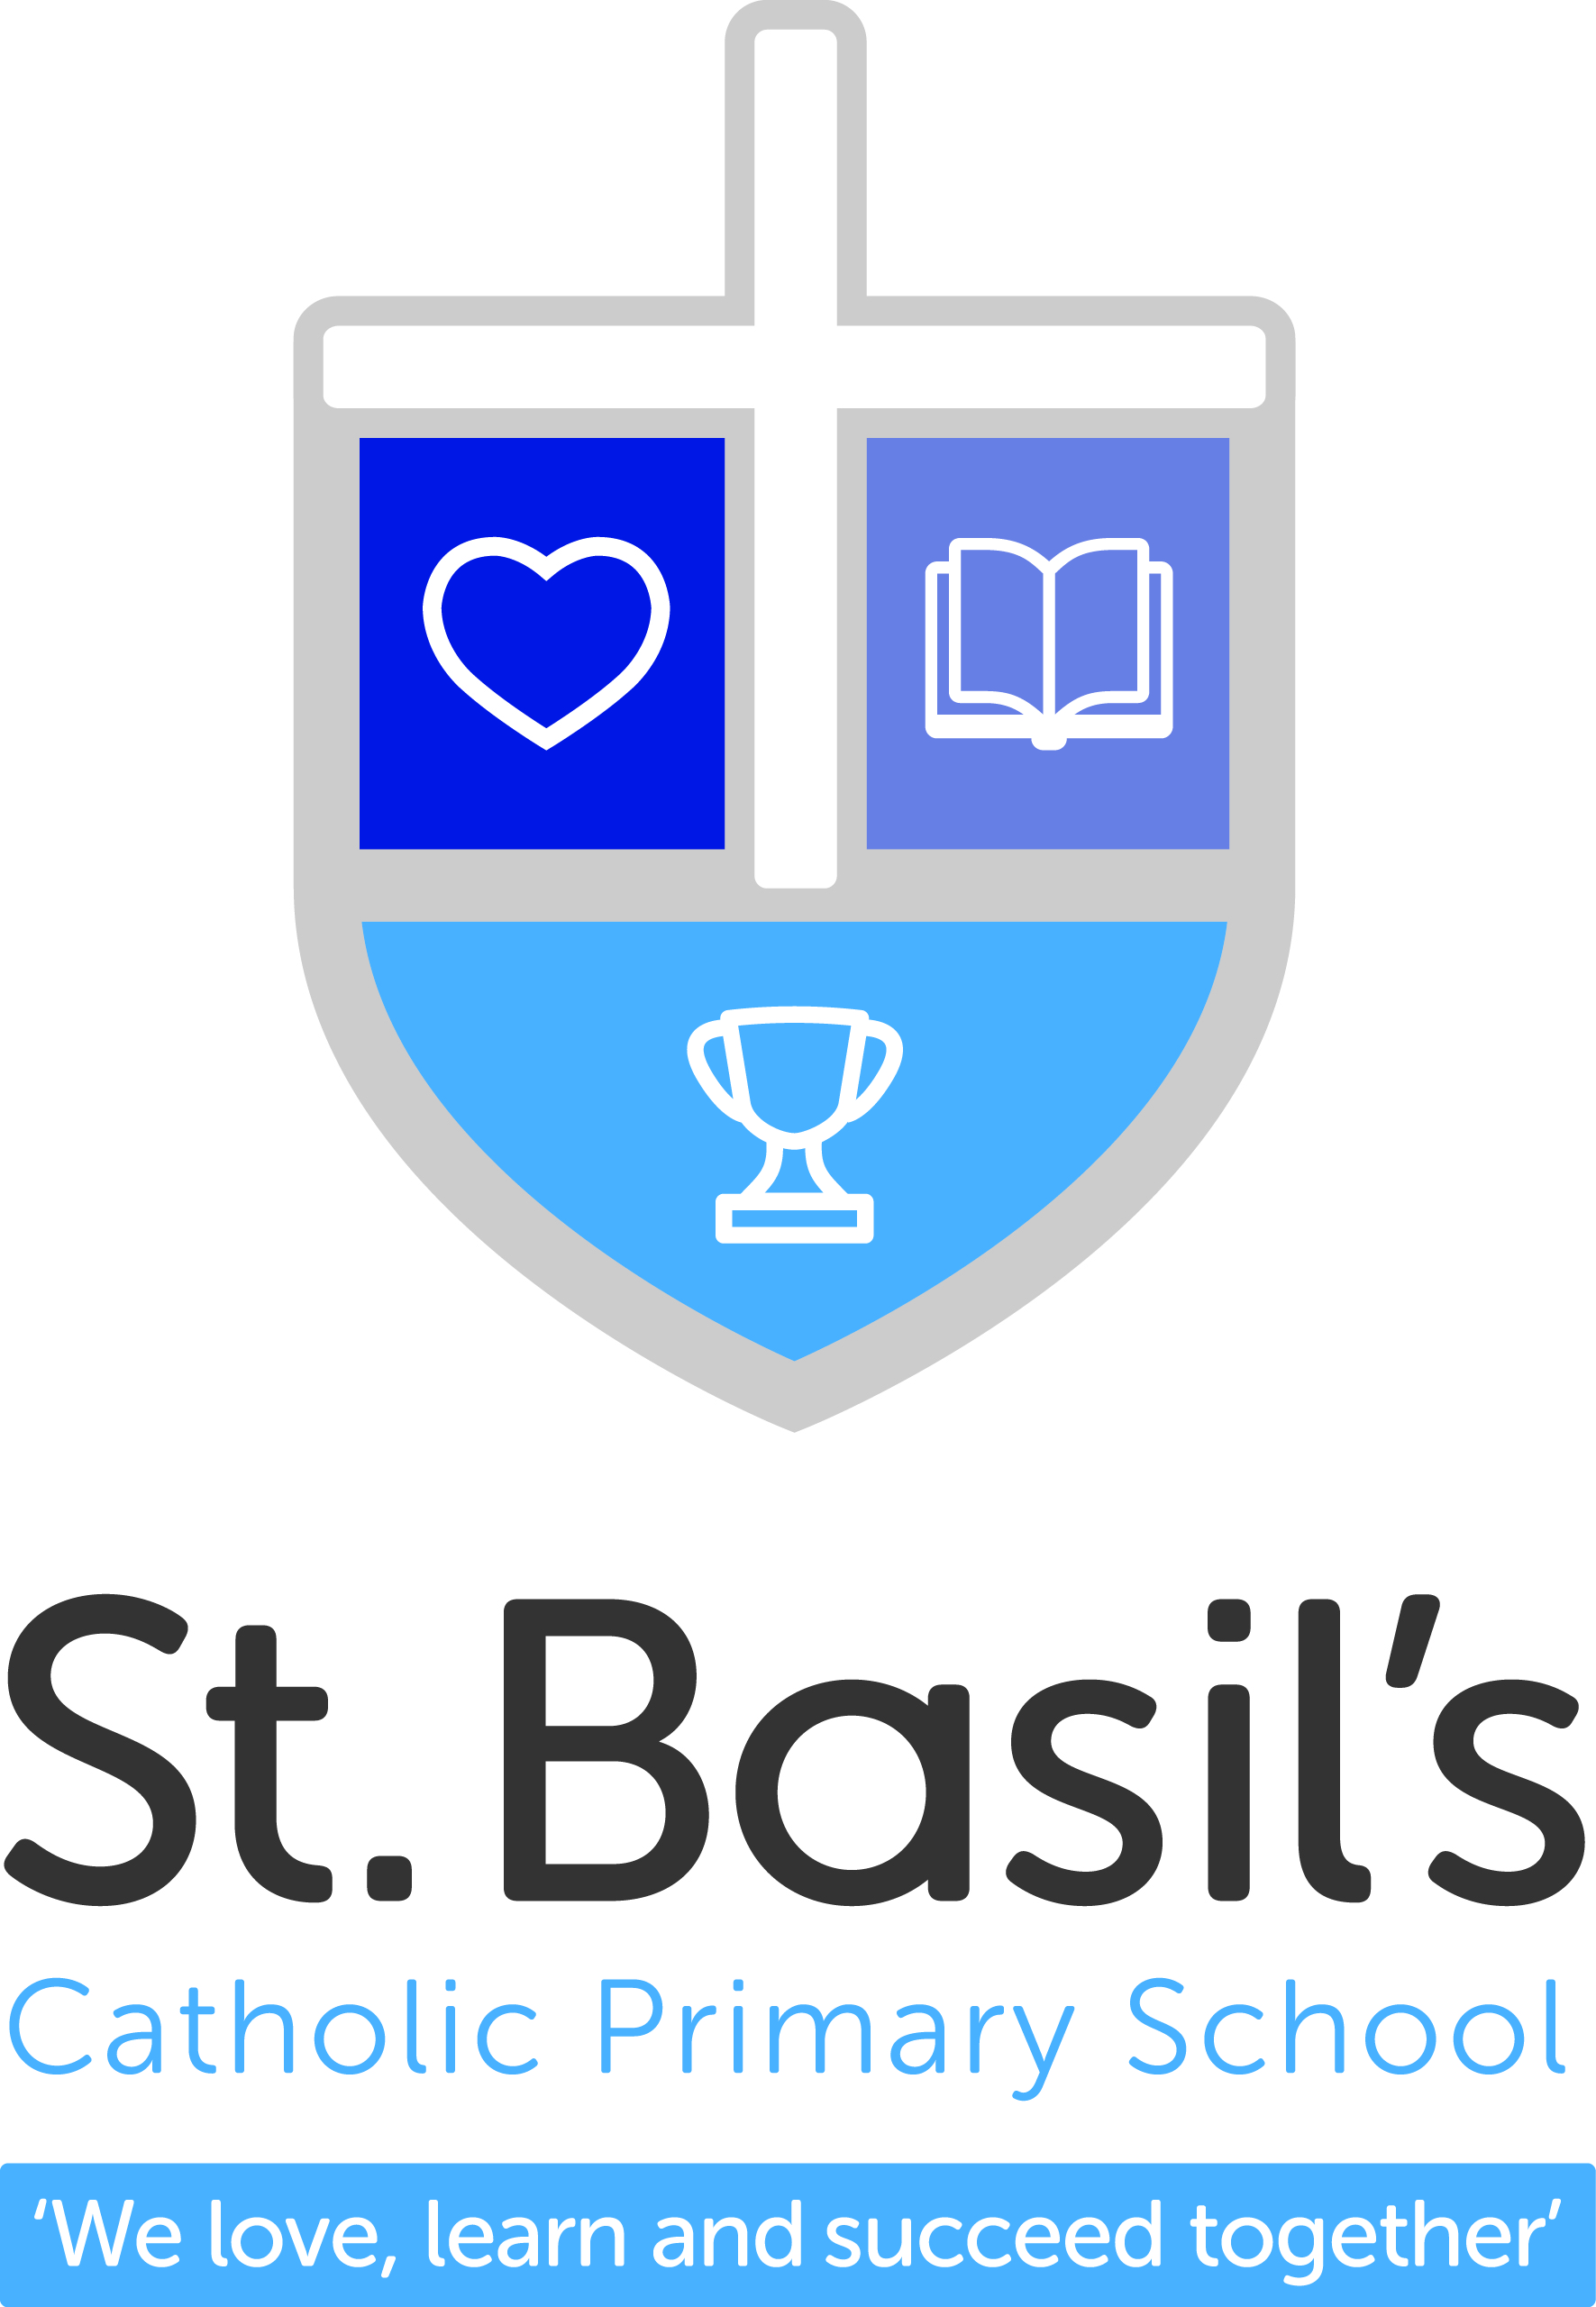 St. Basil’s
Catholic Primary School
‘We love, learn and succeed together’